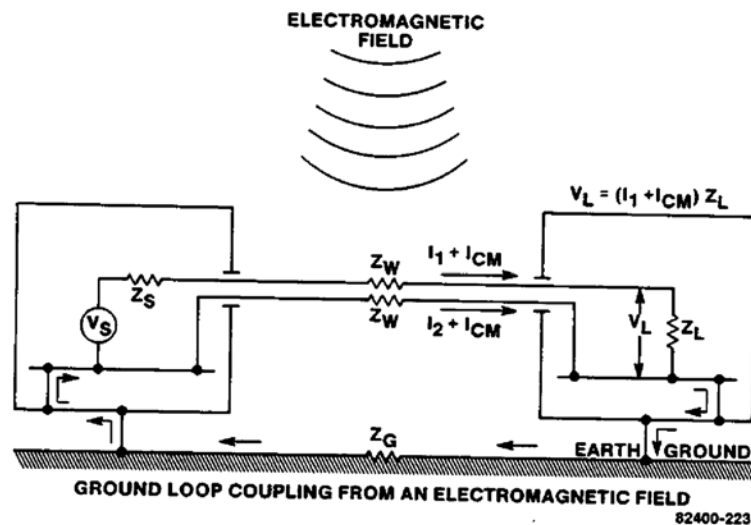 ELECTROMAGNETIC
FIELD
V_L = (I_1 + I_CM) Z_L
Z_W
I_1 + I_CM
Z_S
Z_W
I_2 + I_CM
V_S
V_L
Z_L
Z_G
EARTH GROUND
GROUND LOOP COUPLING FROM AN ELECTROMAGNETIC FIELD
82400-223